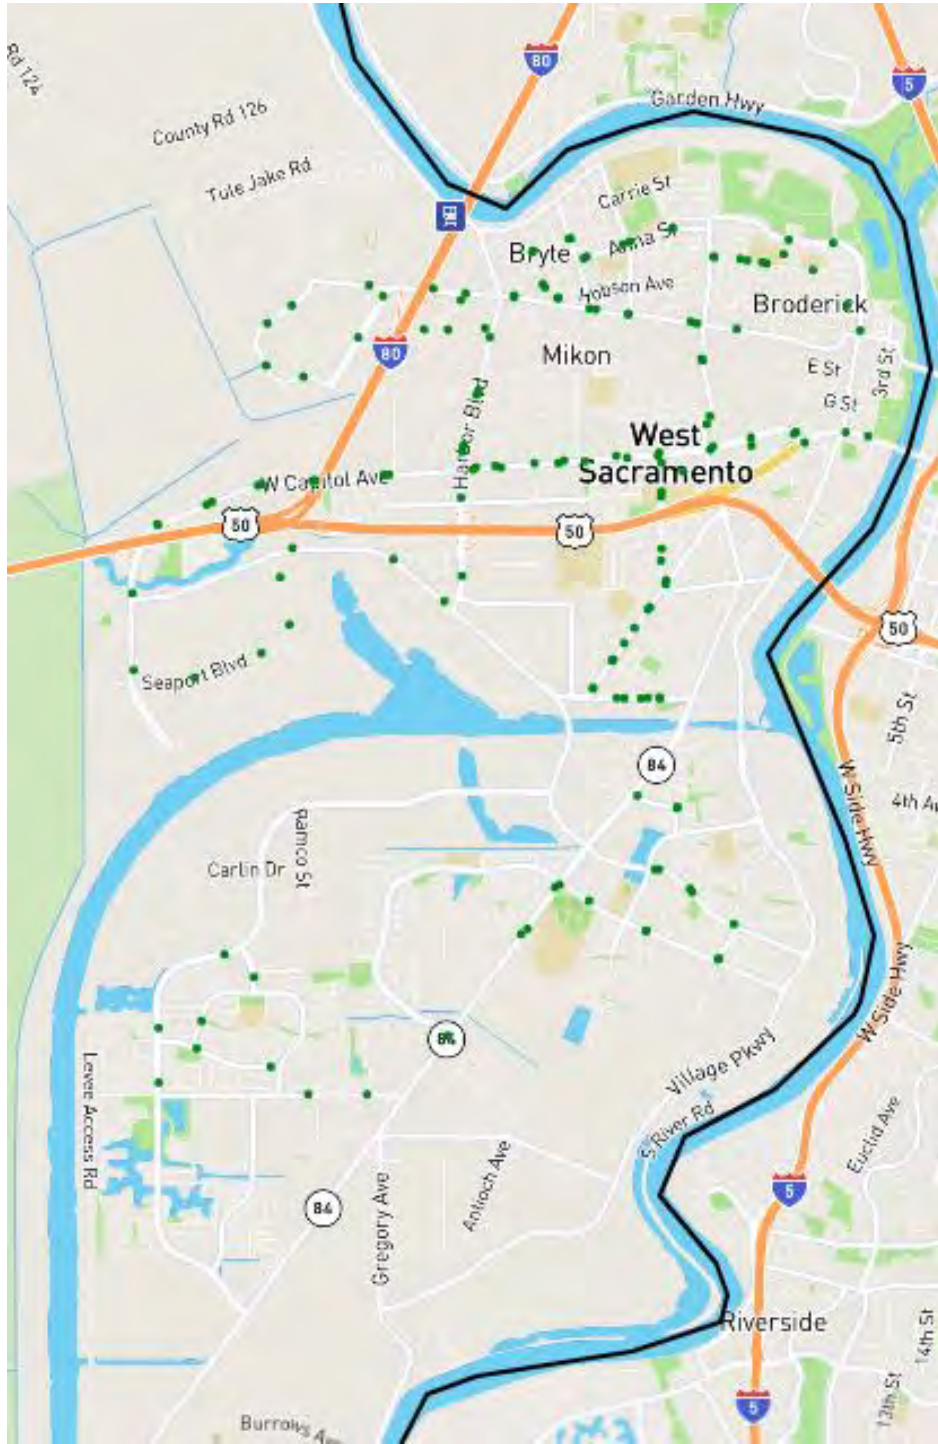 Rd 124
80
5
Garden Hwy
County Rd 126
Tule Jake Rd
Carrie St
Bryte
Anna St
Hobson Ave
Broderick
80
Mikon
E St
3rd St
G St
Harbor Blvd
West
Sacramento
W Capitol Ave
50
50
50
Seaport Blvd
5th St
84
W Side Hwy
4th Av
Ramco St
Carlin Dr
W Side Hwy
84
Village Pkwy
Levee Access Rd
S River Rd
Euclid Ave
Antioch Ave
5
84
Gregory Ave
Riverside
14th St
13th St
5
Burrows Ave